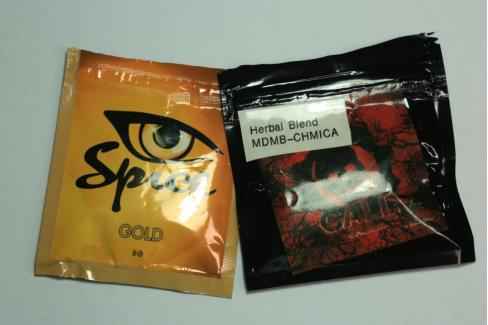 Spice
GOLD
Herbal Blend
MDMB-CHMICA